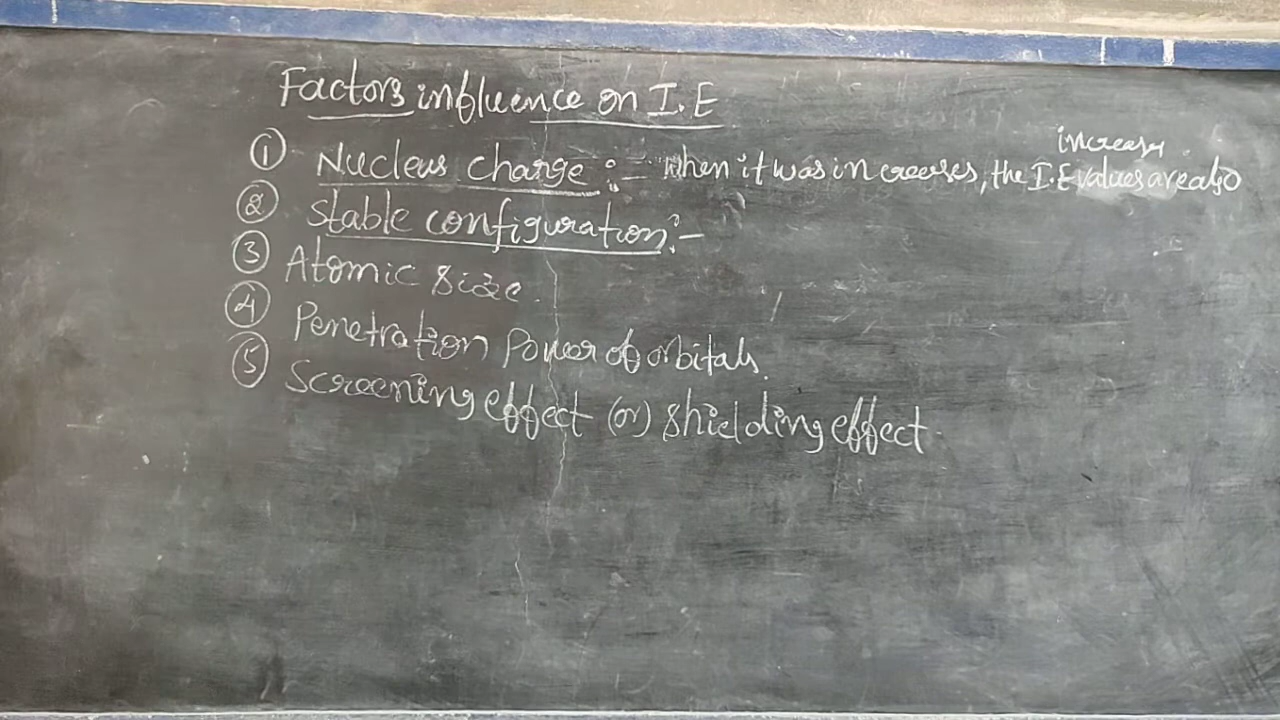 Factors influence on I.E
increases
① Nucleus charge :- when it was increases, the I.E values are also
② Stable configuration:-
③ Atomic size.
④ Penetration Power of orbitals.
⑤ Screening effect (or) shielding effect.